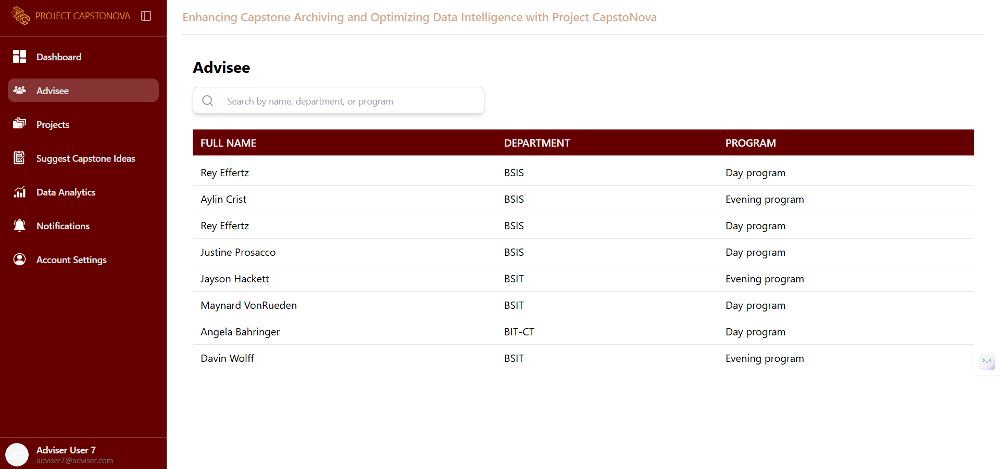 PROJECT CAPSTONOVA
Enhancing Capstone Archiving and Optimizing Data Intelligence with Project CapstoNova
Dashboard
Advisee
Projects
Suggest Capstone Ideas
Data Analytics
Notifications
Account Settings
Advisee
Search by name, department, or program
FULL NAME DEPARTMENT PROGRAM
Rey Effertz BSIS Day program
Aylin Crist BSIS Evening program
Rey Effertz BSIS Day program
Justine Prosacco BSIS Day program
Jayson Hackett BSIT Evening program
Maynard VonRueden BSIT Day program
Angela Bahringer BIT-CT Day program
Davin Wolff BSIT Evening program
A7
Adviser User 7
adviser7@adviser.com